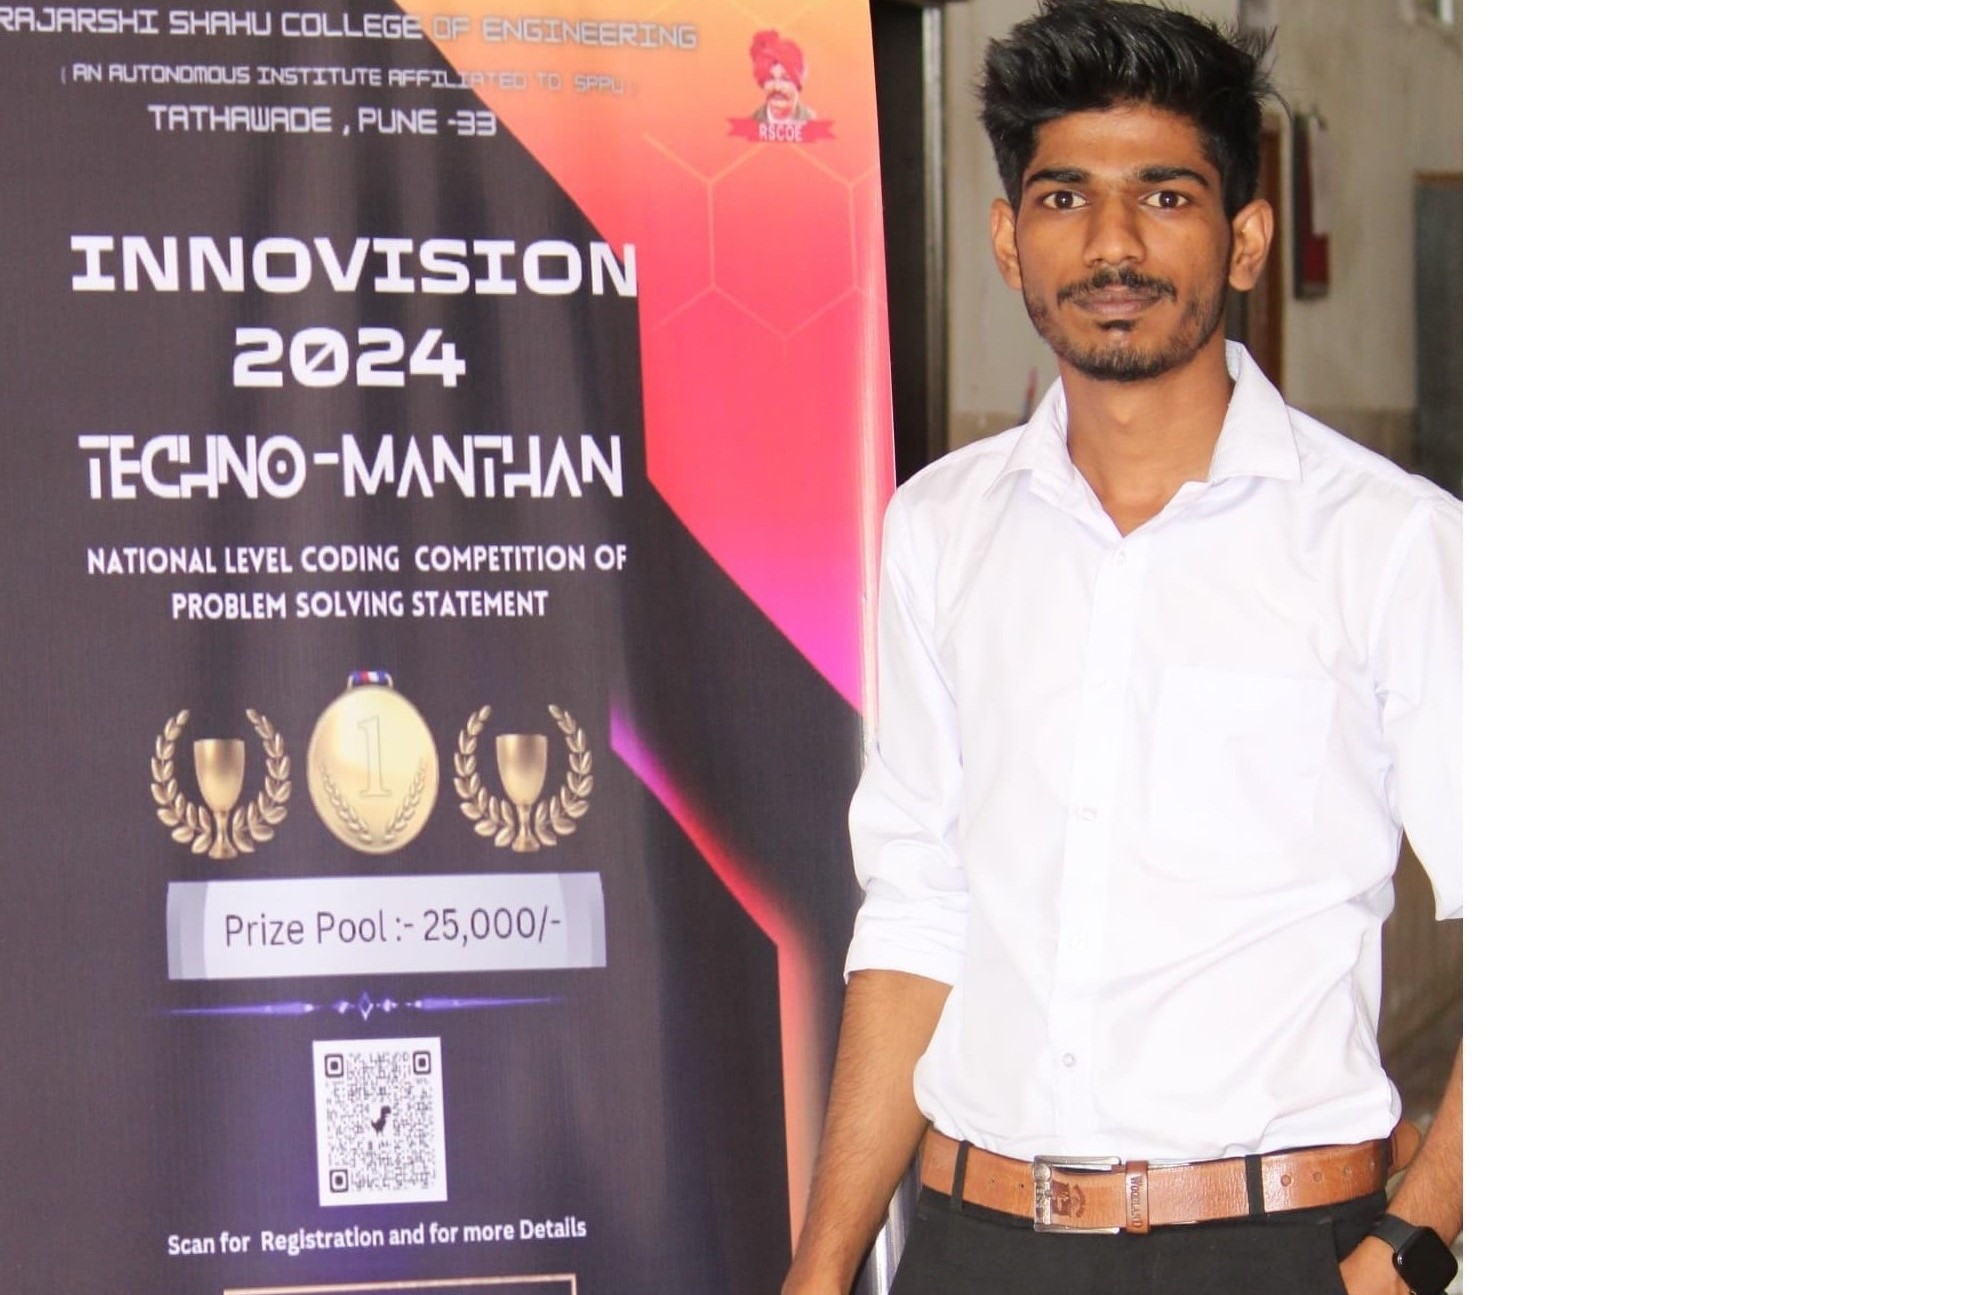 RAJARSHI SHAHU COLLEGE OF ENGINEERING
( AN AUTONOMOUS INSTITUTE AFFILIATED TO SPPU )
TATHAWADE , PUNE -33
RSCOE
INNOVISION
2024
TECHNO-MANTHAN
NATIONAL LEVEL CODING COMPETITION OF
PROBLEM SOLVING STATEMENT
1
Prize Pool :- 25,000/-
Scan for Registration and for more Details
WOODLAND